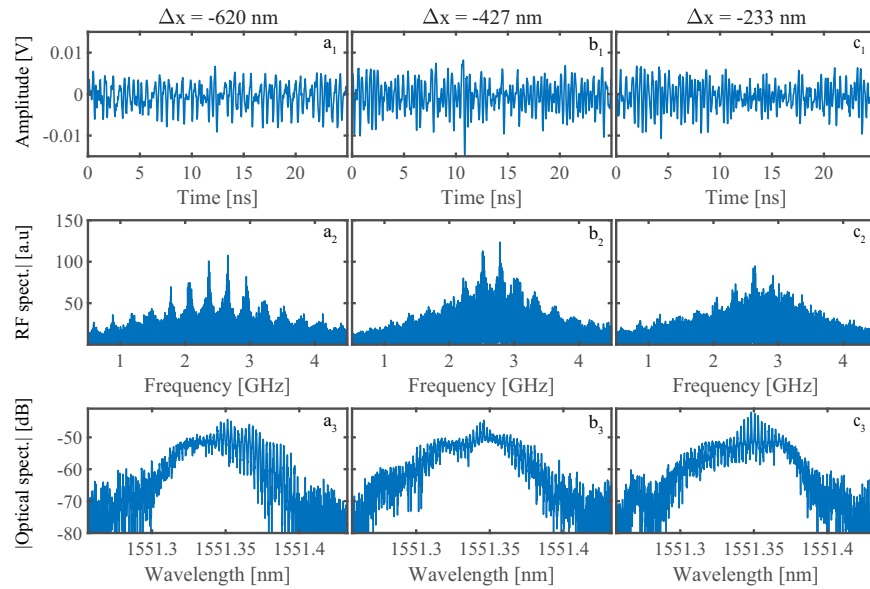 Δx = -620 nm Δx = -427 nm Δx = -233 nm
Amplitude [V]
0.01
0
-0.01
a₁ b₁ c₁
0 5 10 15 20 0 5 10 15 20 0 5 10 15 20
Time [ns] Time [ns] Time [ns]
|RF spect.| [a.u]
150
100
50
a₂ b₂ c₂
1 2 3 4 1 2 3 4 1 2 3 4
Frequency [GHz] Frequency [GHz] Frequency [GHz]
|Optical spect.| [dB]
-50
-60
-70
-80
a₃ b₃ c₃
1551.3 1551.35 1551.4 1551.3 1551.35 1551.4 1551.3 1551.35 1551.4
Wavelength [nm] Wavelength [nm] Wavelength [nm]